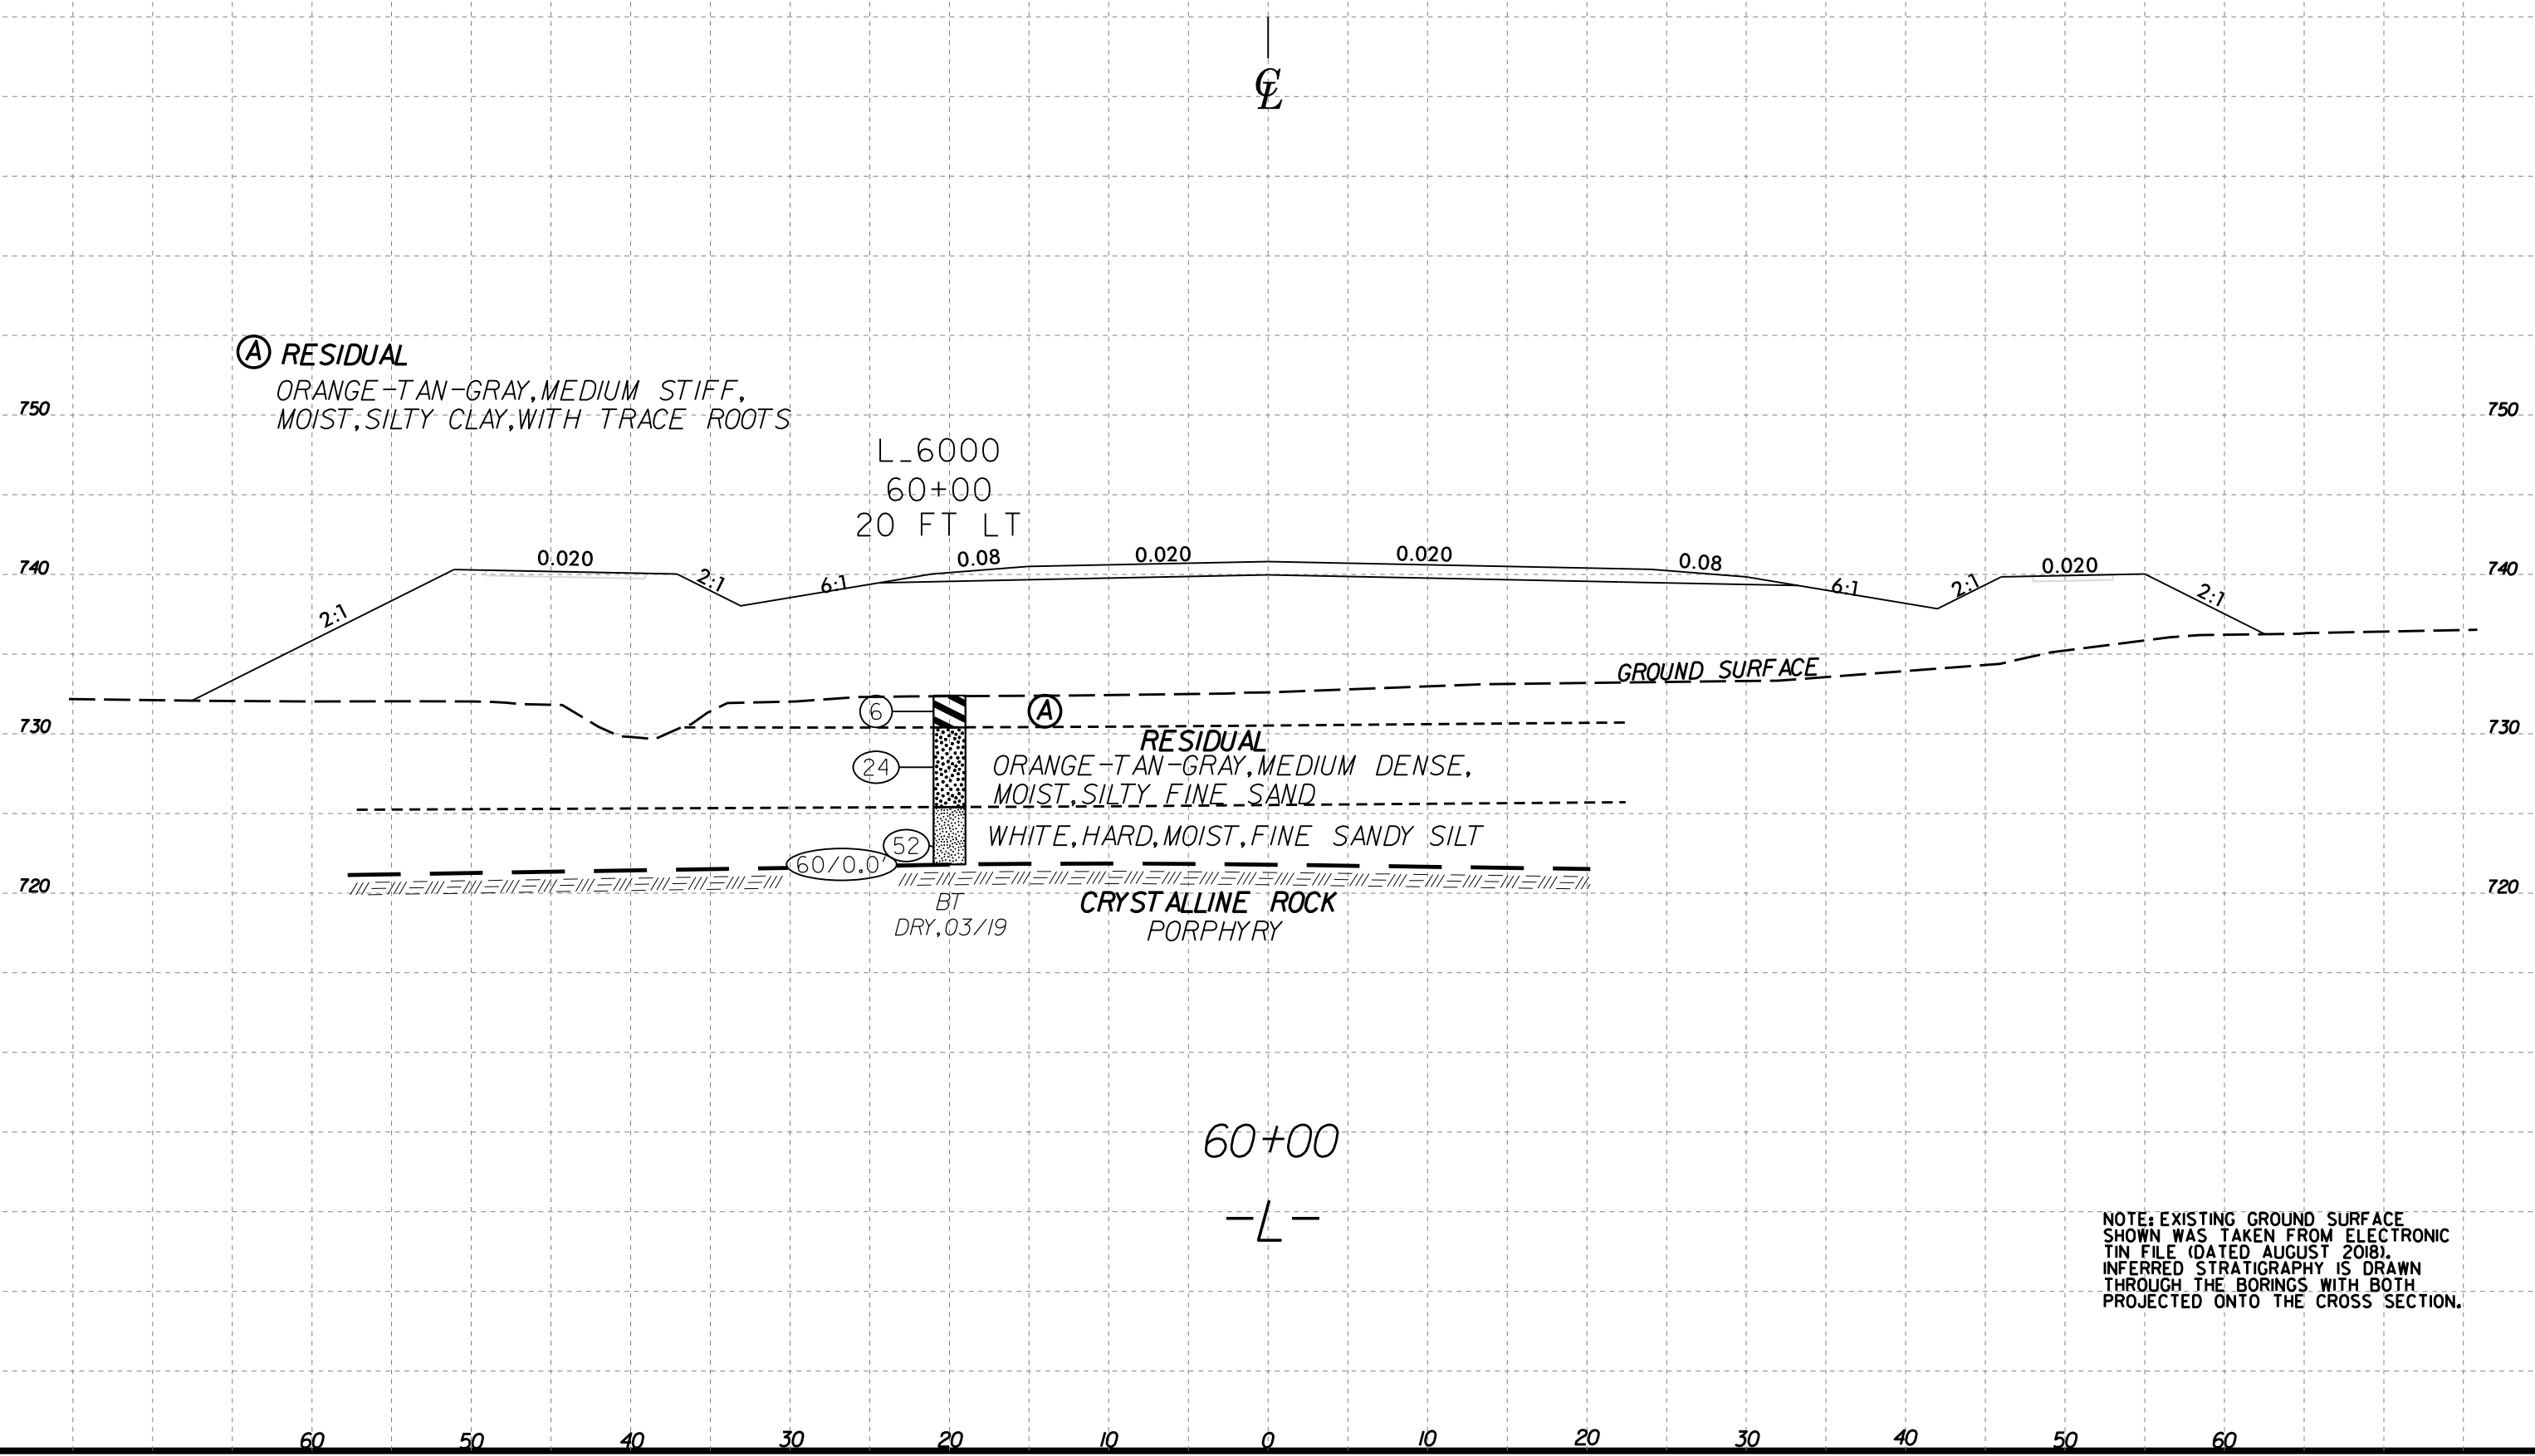 ℄
Ⓐ RESIDUAL
ORANGE-TAN-GRAY, MEDIUM STIFF,
MOIST, SILTY CLAY, WITH TRACE ROOTS
750
750
L_6000
60+00
20 FT LT
740
2:1
0.020
2:1
6:1
0.08
0.020
0.020
0.08
6:1
2:1
0.020
2:1
740
GROUND SURFACE
6
A
730
730
RESIDUAL
24
ORANGE-TAN-GRAY, MEDIUM DENSE,
MOIST, SILTY FINE SAND
52
WHITE, HARD, MOIST, FINE SANDY SILT
60/0.0'
720
720
BT
DRY, 03/19
CRYSTALLINE ROCK
PORPHYRY
60+00
-L-
NOTE: EXISTING GROUND SURFACE
SHOWN WAS TAKEN FROM ELECTRONIC
TIN FILE (DATED AUGUST 2018).
INFERRED STRATIGRAPHY IS DRAWN
THROUGH THE BORINGS WITH BOTH
PROJECTED ONTO THE CROSS SECTION.
60 50 40 30 20 10 0 10 20 30 40 50 60